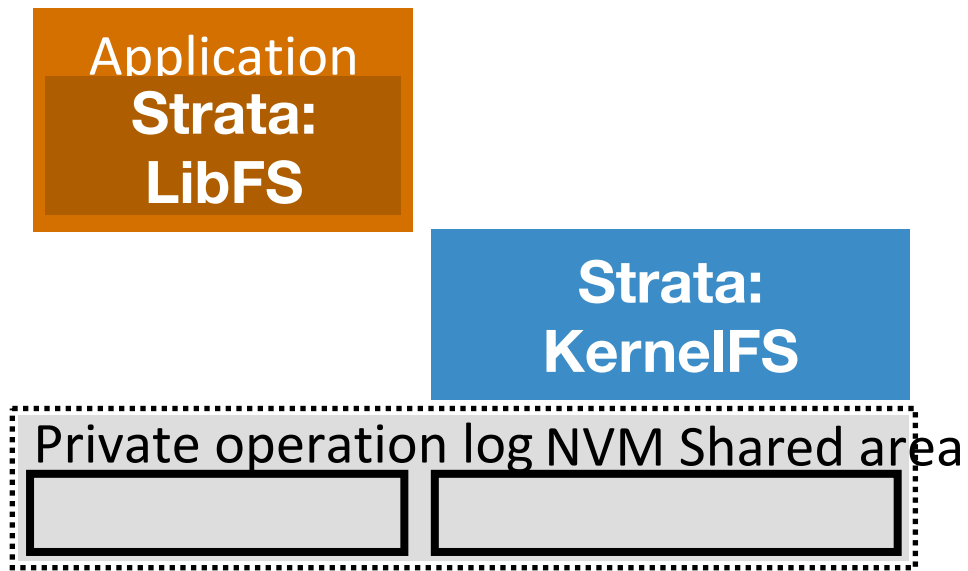 Application
Strata:
LibFS
Strata:
KernelFS
Private operation log NVM Shared area